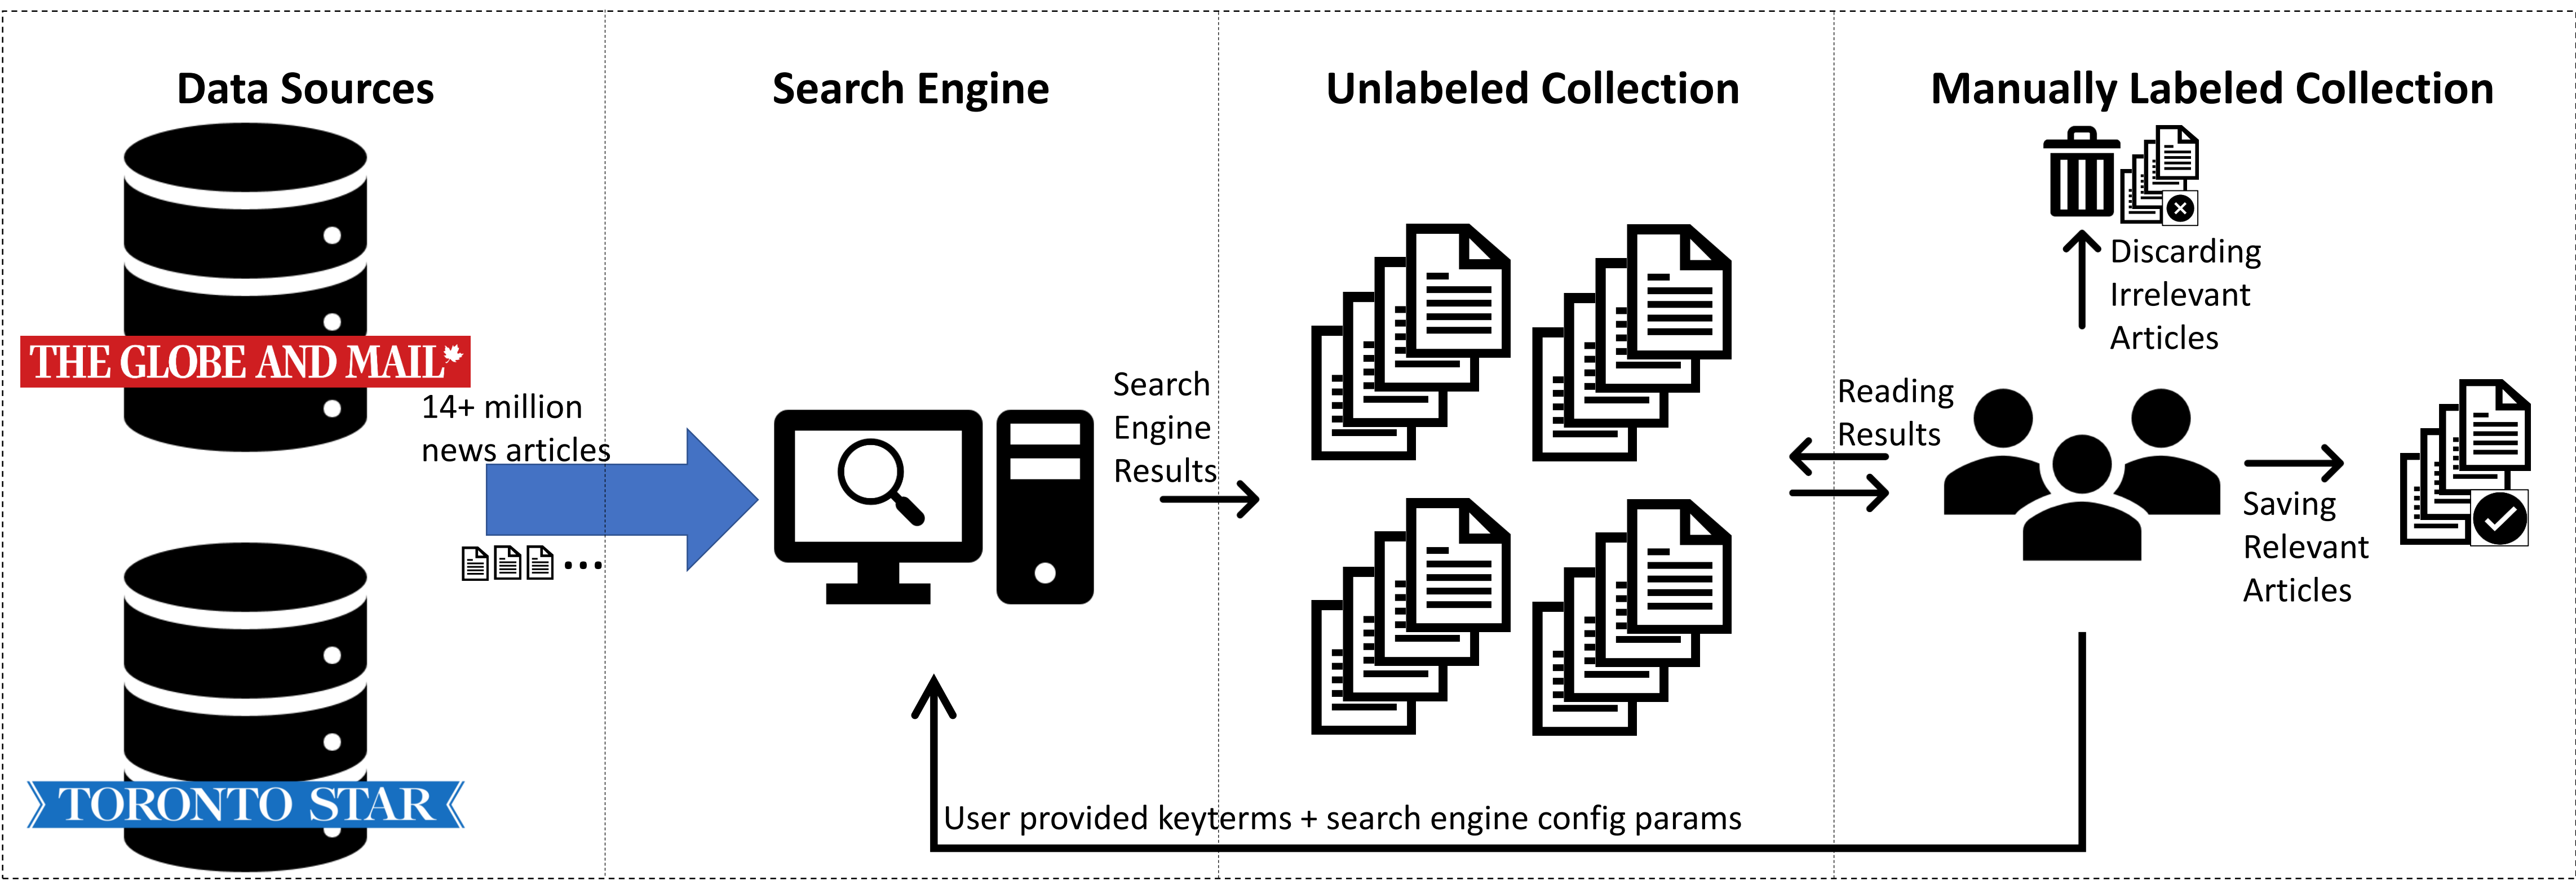 Data Sources
THE GLOBE AND MAIL
14+ million
news articles
TORONTO STAR
Search Engine
Search
Engine
Results
Unlabeled Collection
Manually Labeled Collection
Discarding
Irrelevant
Articles
Reading
Results
Saving
Relevant
Articles
User provided keyterms + search engine config params